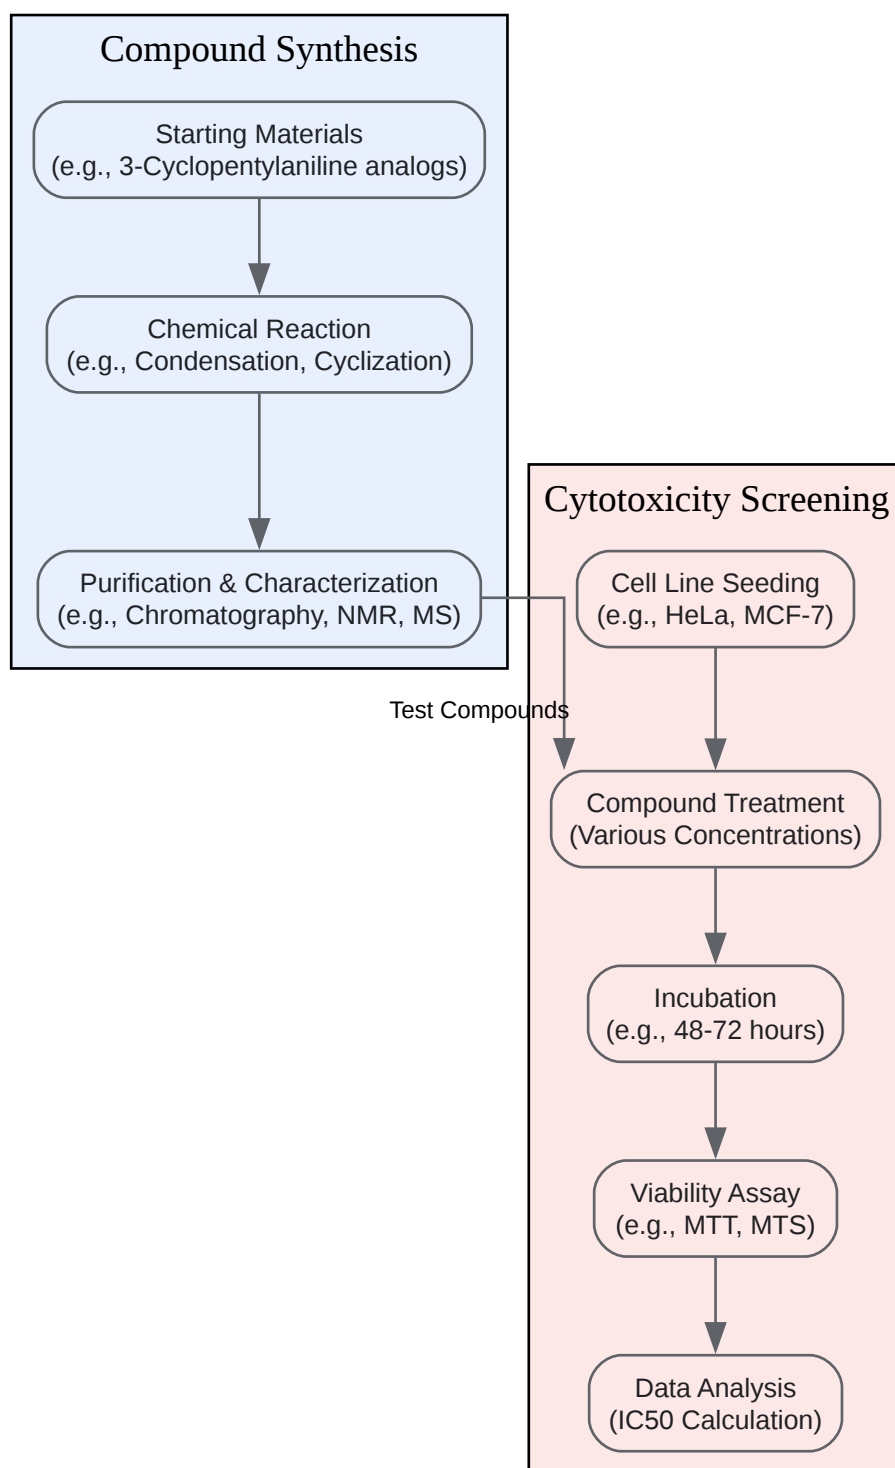 Compound Synthesis
Starting Materials
(e.g., 3-Cyclopentylaniline analogs)
Chemical Reaction
(e.g., Condensation, Cyclization)
Purification & Characterization
(e.g., Chromatography, NMR, MS)
Test Compounds
Cytotoxicity Screening
Cell Line Seeding
(e.g., HeLa, MCF-7)
Compound Treatment
(Various Concentrations)
Incubation
(e.g., 48-72 hours)
Viability Assay
(e.g., MTT, MTS)
Data Analysis
(IC50 Calculation)